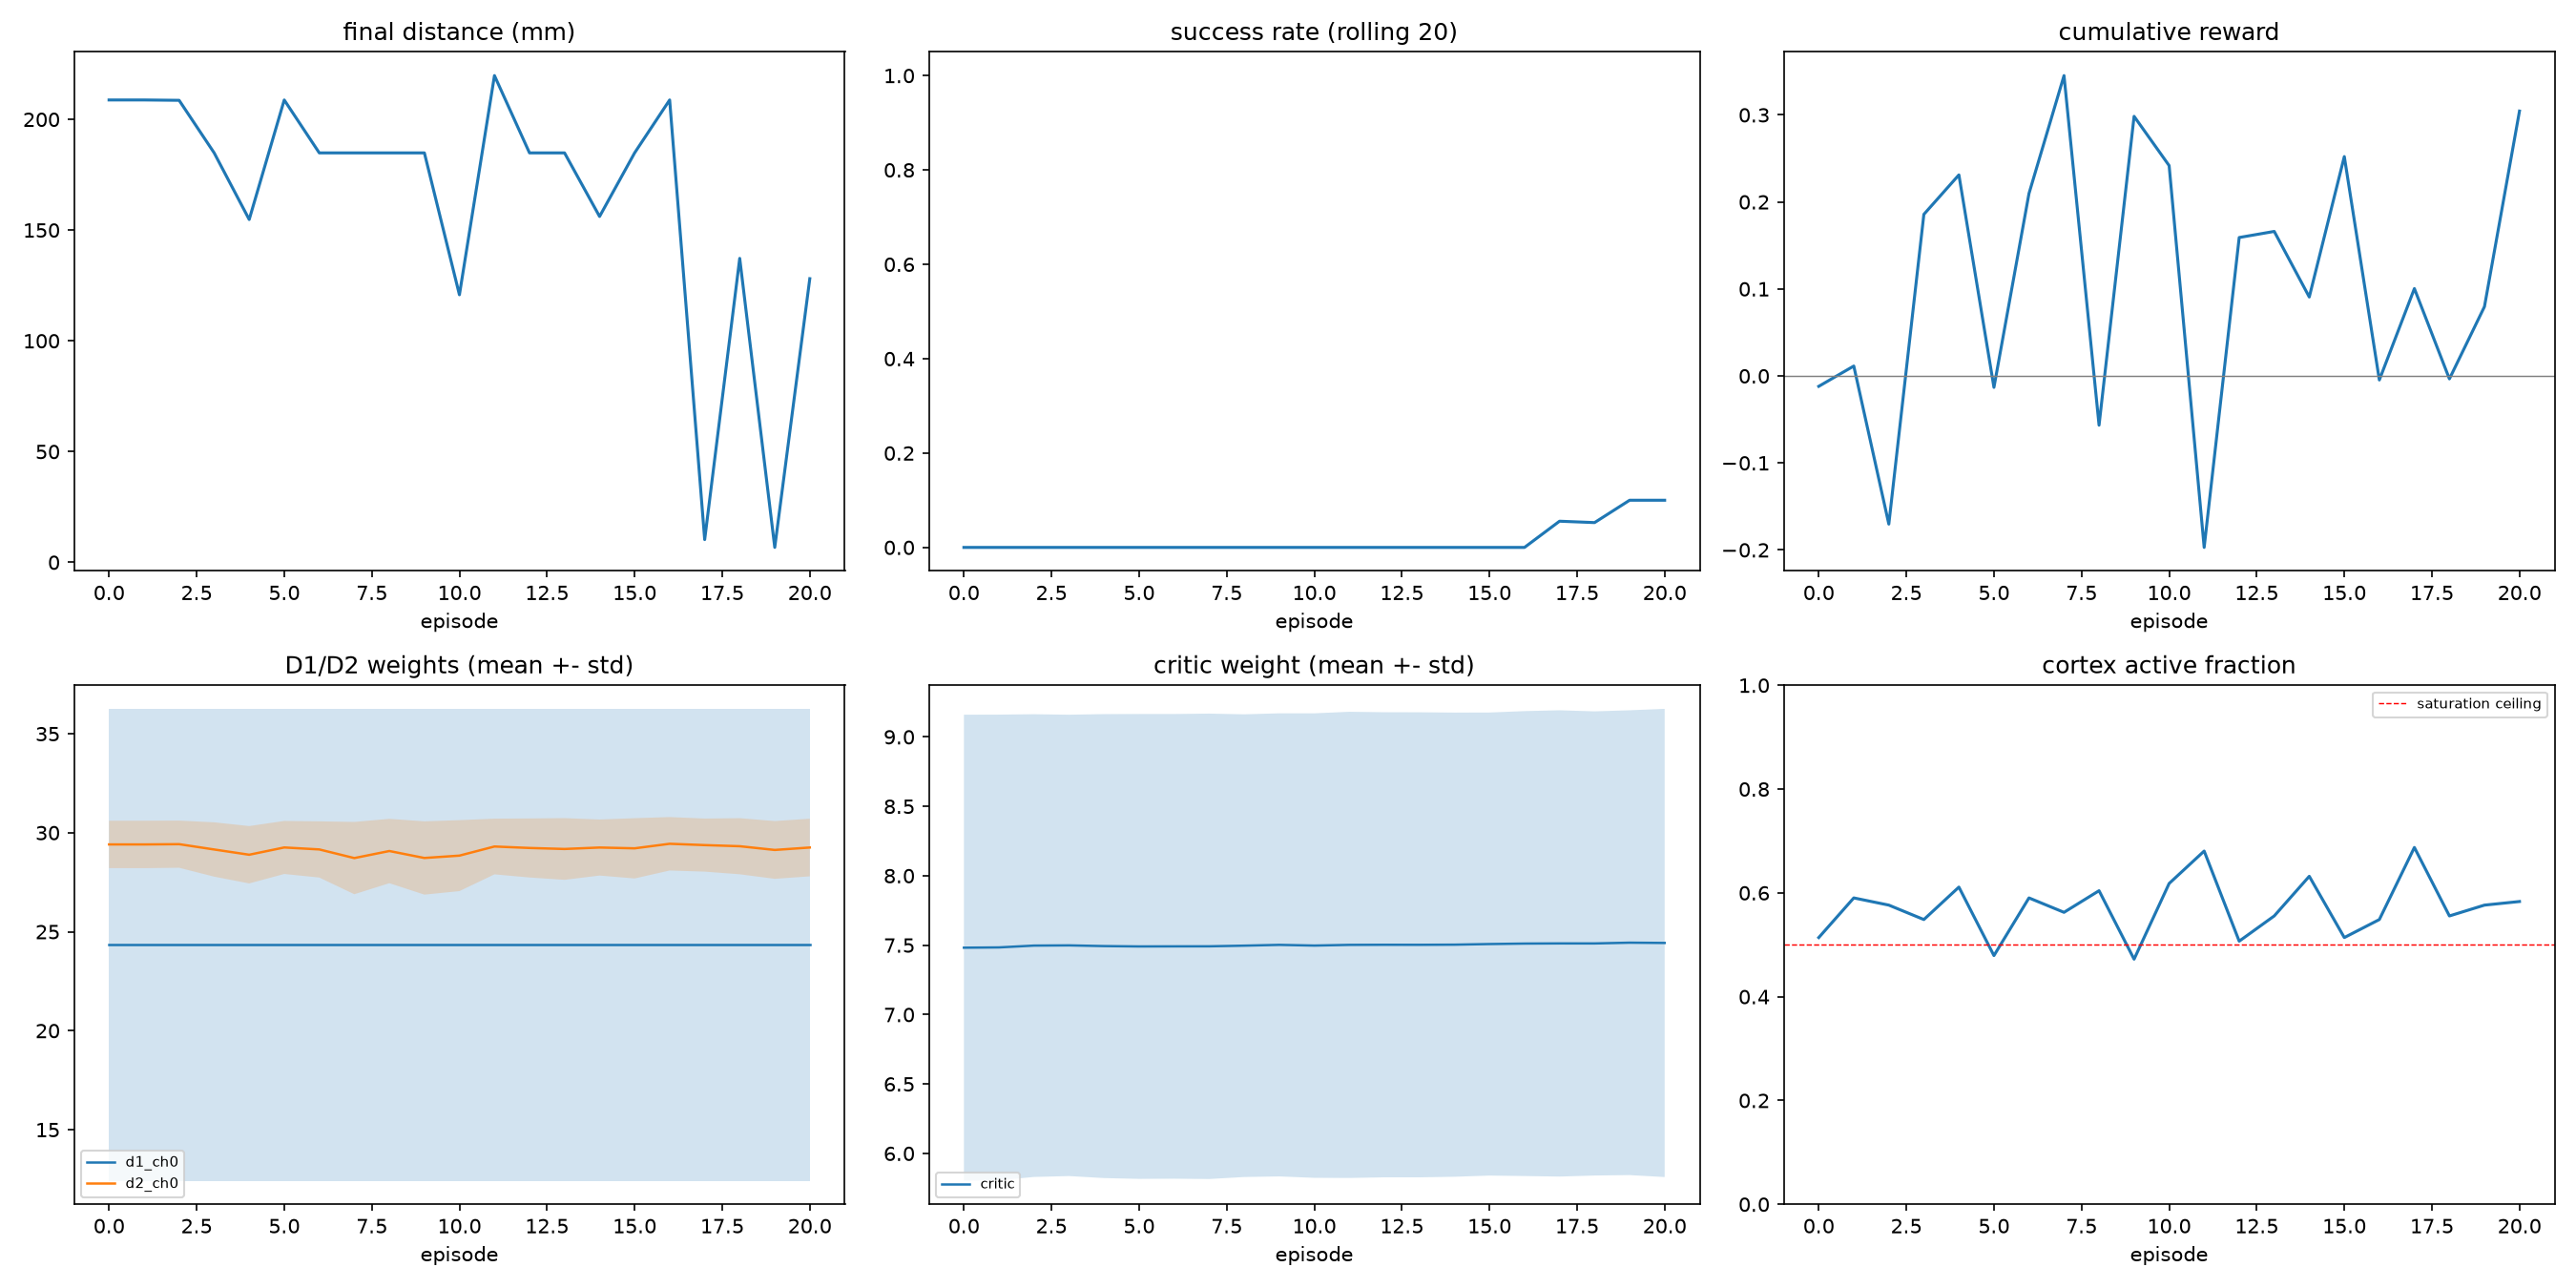 final distance (mm)
200
150
100
50
0
0.0 2.5 5.0 7.5 10.0 12.5 15.0 17.5 20.0
episode
success rate (rolling 20)
1.0
0.8
0.6
0.4
0.2
0.0
0.0 2.5 5.0 7.5 10.0 12.5 15.0 17.5 20.0
episode
cumulative reward
0.3
0.2
0.1
0.0
−0.1
−0.2
0.0 2.5 5.0 7.5 10.0 12.5 15.0 17.5 20.0
episode
D1/D2 weights (mean +- std)
35
30
25
20
15
d1_ch0
d2_ch0
0.0 2.5 5.0 7.5 10.0 12.5 15.0 17.5 20.0
episode
critic weight (mean +- std)
9.0
8.5
8.0
7.5
7.0
6.5
6.0
critic
0.0 2.5 5.0 7.5 10.0 12.5 15.0 17.5 20.0
episode
cortex active fraction
1.0
saturation ceiling
0.8
0.6
0.4
0.2
0.0
0.0 2.5 5.0 7.5 10.0 12.5 15.0 17.5 20.0
episode